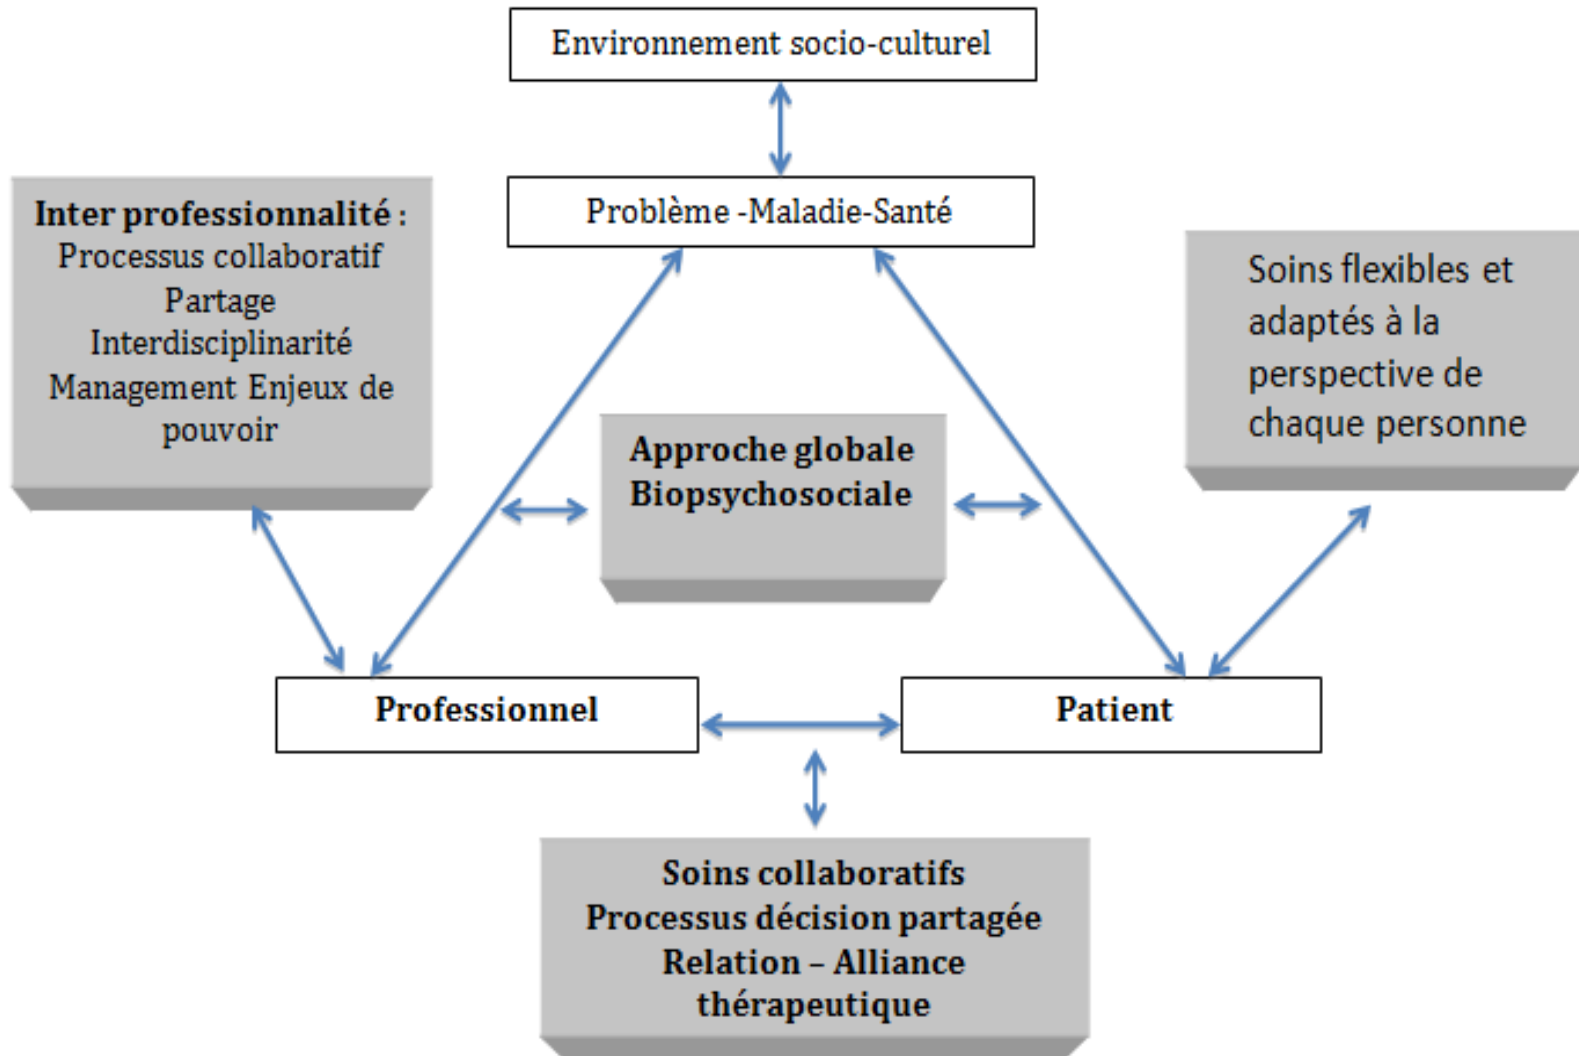 Environnement socio-culturel
Problème -Maladie-Santé
Inter professionnalité :
Processus collaboratif
Partage
Interdisciplinarité
Management Enjeux de
pouvoir
Soins flexibles et
adaptés à la
perspective de
chaque personne
Approche globale
Biopsychosociale
Professionnel
Patient
Soins collaboratifs
Processus décision partagée
Relation – Alliance
thérapeutique